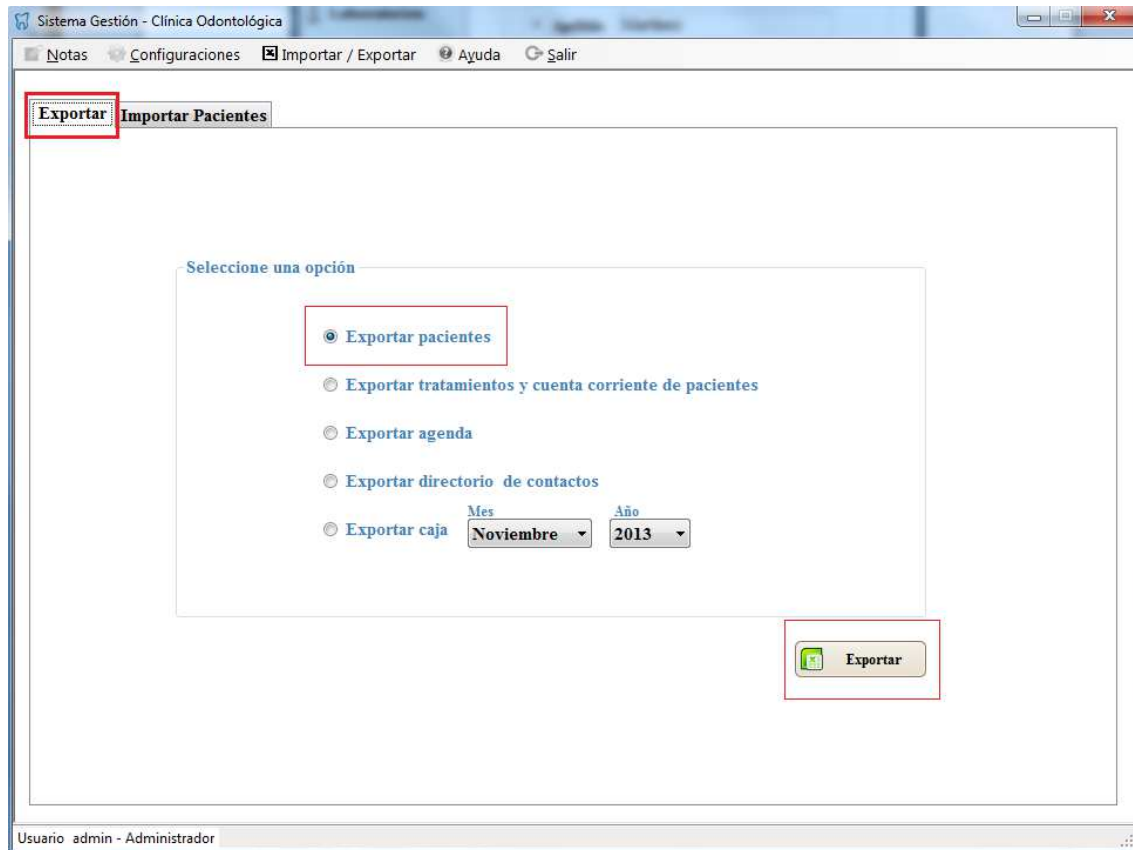 Sistema Gestión - Clínica Odontológica
Notas Configuraciones Importar / Exportar Ayuda Salir
Exportar Importar Pacientes
Seleccione una opción
Exportar pacientes
Exportar tratamientos y cuenta corriente de pacientes
Exportar agenda
Exportar directorio de contactos
Mes Año
Exportar caja Noviembre 2013
Exportar
Usuario admin - Administrador